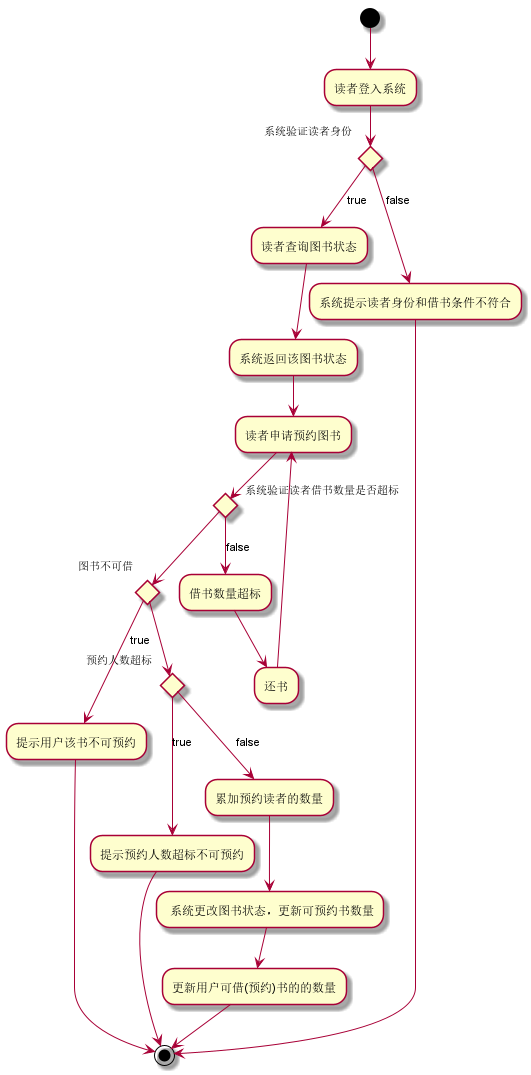 读者登入系统
系统验证读者身份
true
false
读者查询图书状态
系统提示读者身份和借书条件不符合
系统返回该图书状态
读者申请预约图书
系统验证读者借书数量是否超标
false
图书不可借
借书数量超标
true
预约人数超标
还书
提示用户该书不可预约
true
false
累加预约读者的数量
提示预约人数超标不可预约
系统更改图书状态，更新可预约书数量
更新用户可借(预约)书的的数量